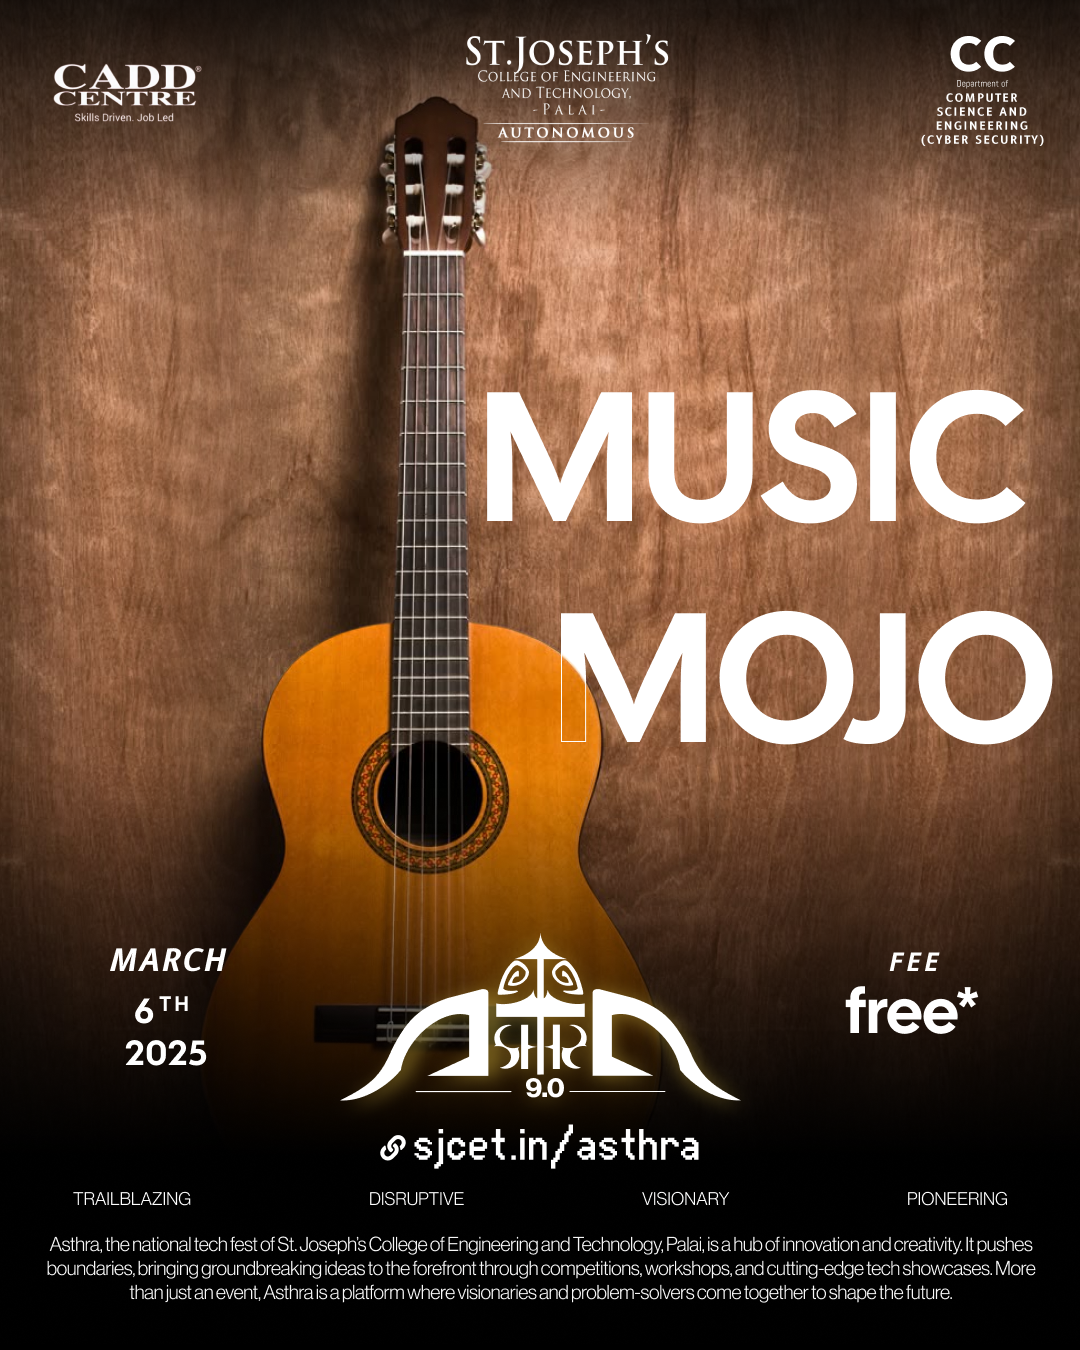 CADD
CENTRE®
Skills Driven. Job Led
ST.JOSEPH'S
COLLEGE OF ENGINEERING
AND TECHNOLOGY,
-PALAI-
AUTONOMOUS
CC
Department of
COMPUTER
SCIENCE AND
ENGINEERING
(CYBER SECURITY)
MUSIC
MOJO
MARCH
6TH
2025
FEE
free*
ASTHRA
9.0
sjcet.in/asthra
TRAILBLAZING DISRUPTIVE VISIONARY PIONEERING
Asthra, the national tech fest of St. Joseph's College of Engineering and Technology, Palai, is a hub of innovation and creativity. It pushes
boundaries, bringing groundbreaking ideas to the forefront through competitions, workshops, and cutting-edge tech showcases. More
than just an event, Asthra is a platform where visionaries and problem-solvers come together to shape the future.